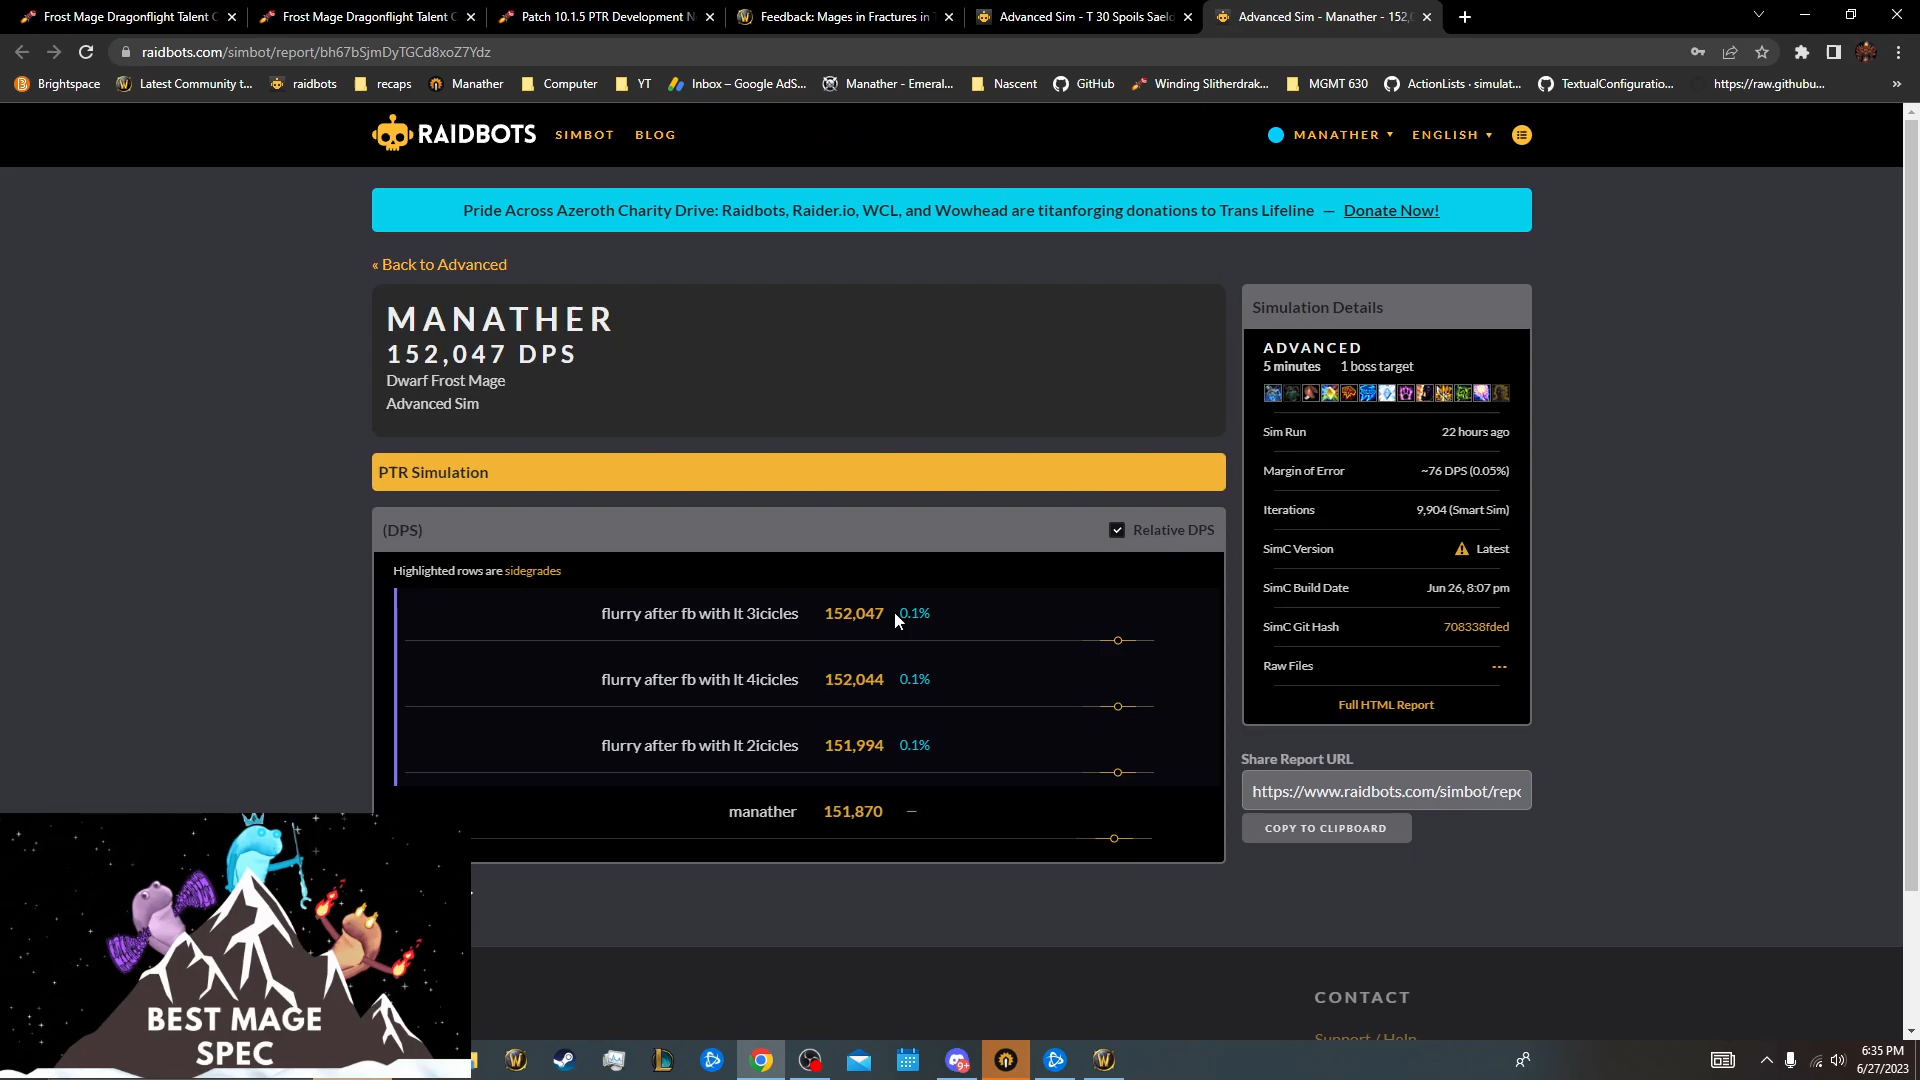 Frost Mage Dragonflight Talent C
Frost Mage Dragonflight Talent C
Patch 10.1.5 PTR Development N
Feedback: Mages in Fractures in T
Advanced Sim - T 30 Spoils Saeld
Advanced Sim - Manather - 152,0
raidbots.com/simbot/report/bh67bSjmDyTGCd8xoZ7Ydz
Brightspace
Latest Community t...
raidbots
recaps
Manather
Computer
YT
Inbox – Google AdS...
Manather - Emeral...
Nascent
GitHub
Winding Slitherdrak...
MGMT 630
ActionLists · simulat...
TextualConfiguratio...
https://raw.githubu...
RAIDBOTS
SIMBOT
BLOG
MANATHER
ENGLISH
Pride Across Azeroth Charity Drive: Raidbots, Raider.io, WCL, and Wowhead are titanforging donations to Trans Lifeline — Donate Now!
« Back to Advanced
MANATHER
152,047 DPS
Dwarf Frost Mage
Advanced Sim
PTR Simulation
(DPS)
Relative DPS
Highlighted rows are sidegrades
flurry after fb with lt 3icicles 152,047 0.1%
flurry after fb with lt 4icicles 152,044 0.1%
flurry after fb with lt 2icicles 151,994 0.1%
manather 151,870 —
Simulation Details
ADVANCED
5 minutes 1 boss target
Sim Run 22 hours ago
Margin of Error ~76 DPS (0.05%)
Iterations 9,904 (Smart Sim)
SimC Version Latest
SimC Build Date Jun 26, 8:07 pm
SimC Git Hash 708338fded
Raw Files ---
Full HTML Report
Share Report URL
https://www.raidbots.com/simbot/repo
COPY TO CLIPBOARD
CONTACT
Support / Help
BEST MAGE
SPEC
9+
6:35 PM
6/27/2023